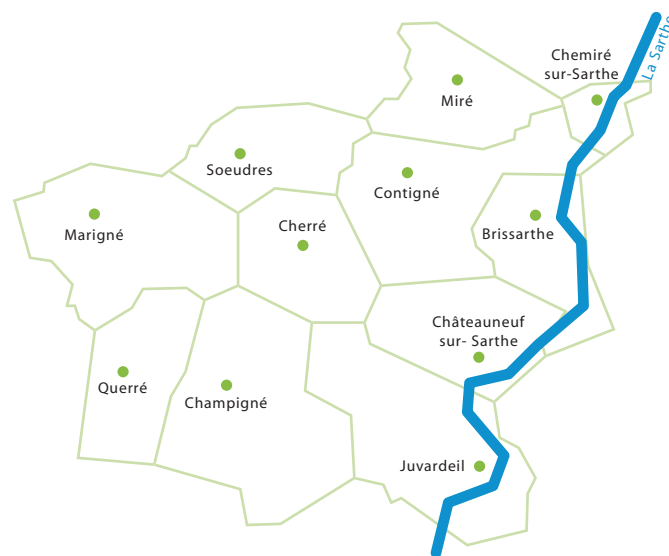 La Sarthe
Chemiré
sur-Sarthe
Miré
Soeudres
Contigné
Marigné
Cherré
Brissarthe
Châteauneuf
sur- Sarthe
Querré
Champigné
Juvardeil